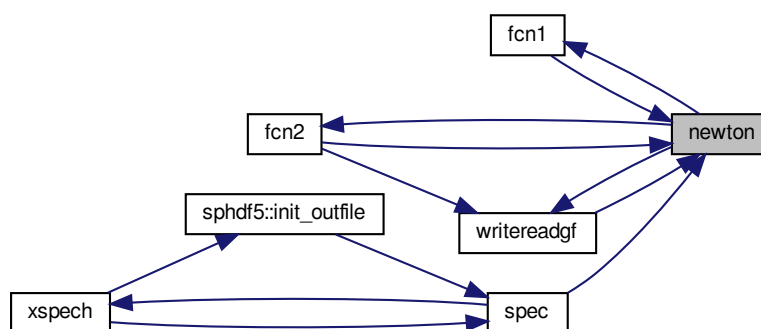 fcn1
newton
fcn2
sphdf5::init_outfile
writereadgf
xspech
spec